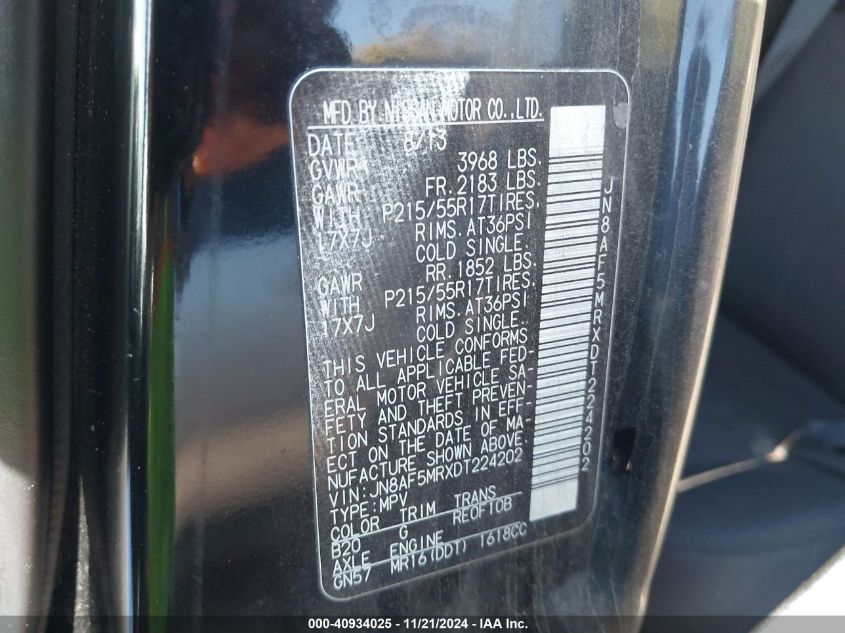 MFD BY.NISSAN MOTOR CO.,LTD.
DATE 8/13
GVWR 3968 LBS.
GAWR FR.2183 LBS.
WITH P215/55R17TIRES.
17X7J RIMS.AT36PSI
COLD SINGLE.
GAWR RR.1852 LBS.
WITH P215/55R17TIRES.
17X7J RIMS.AT36PSI
COLD SINGLE.
THIS VEHICLE CONFORMS
TO ALL APPLICABLE FED-
ERAL MOTOR VEHICLE SA-
FETY AND THEFT PREVEN-
TION STANDARDS IN EFF-
ECT ON THE DATE OF MA-
NUFACTURE SHOWN ABOVE.
VIN:JN8AF5MRXDT224202
TYPE:MPV
COLOR TRIM TRANS
B20 G REOF10B
AXLE ENGINE
GN57 MR16(DDT) 1618CC
JN8AF5MRXDT224202
000-40934025 - 11/21/2024 - IAA Inc.